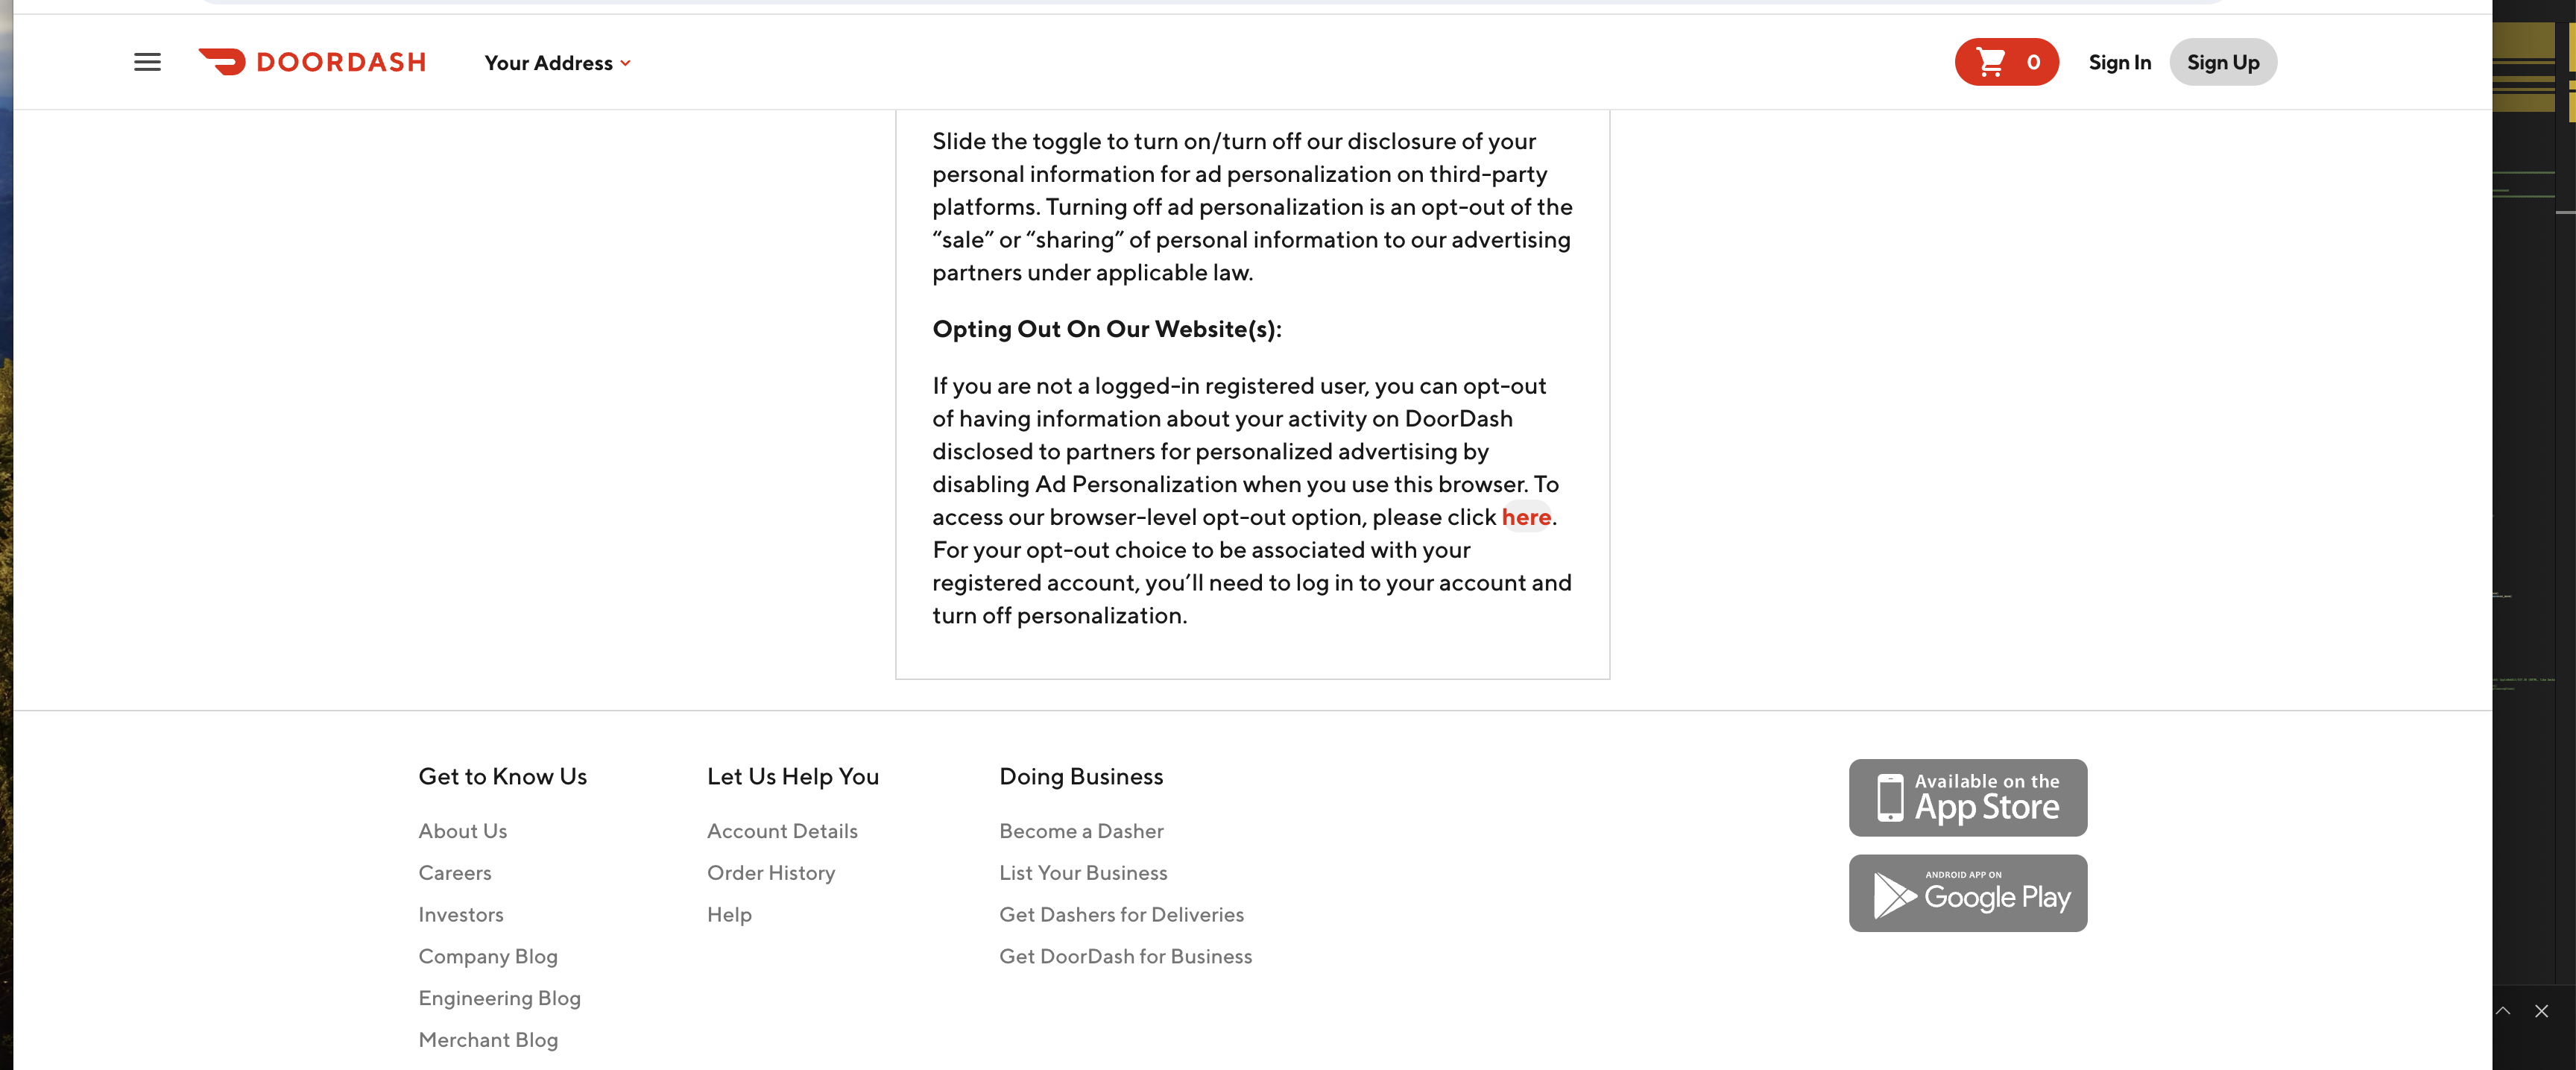 DOORDASH
Your Address
0
Sign In
Sign Up
Slide the toggle to turn on/turn off our disclosure of your
personal information for ad personalization on third-party
platforms. Turning off ad personalization is an opt-out of the
“sale” or “sharing” of personal information to our advertising
partners under applicable law.
Opting Out On Our Website(s):
If you are not a logged-in registered user, you can opt-out
of having information about your activity on DoorDash
disclosed to partners for personalized advertising by
disabling Ad Personalization when you use this browser. To
access our browser-level opt-out option, please click here.
For your opt-out choice to be associated with your
registered account, you’ll need to log in to your account and
turn off personalization.
Get to Know Us
About Us
Careers
Investors
Company Blog
Engineering Blog
Merchant Blog
Let Us Help You
Account Details
Order History
Help
Doing Business
Become a Dasher
List Your Business
Get Dashers for Deliveries
Get DoorDash for Business
Available on the
App Store
ANDROID APP ON
Google Play